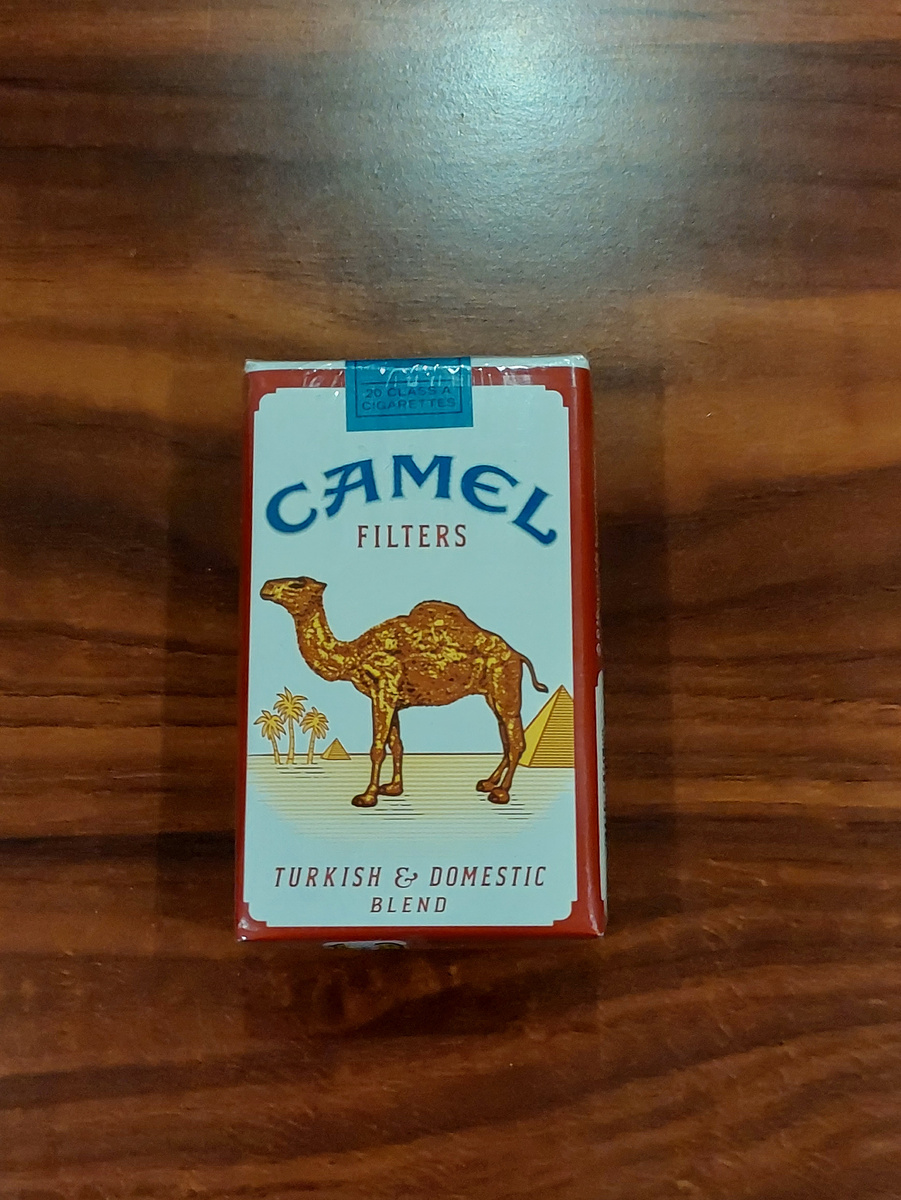 20 CLASS A
CIGARETTES
CAMEL
FILTERS
TURKISH & DOMESTIC
BLEND